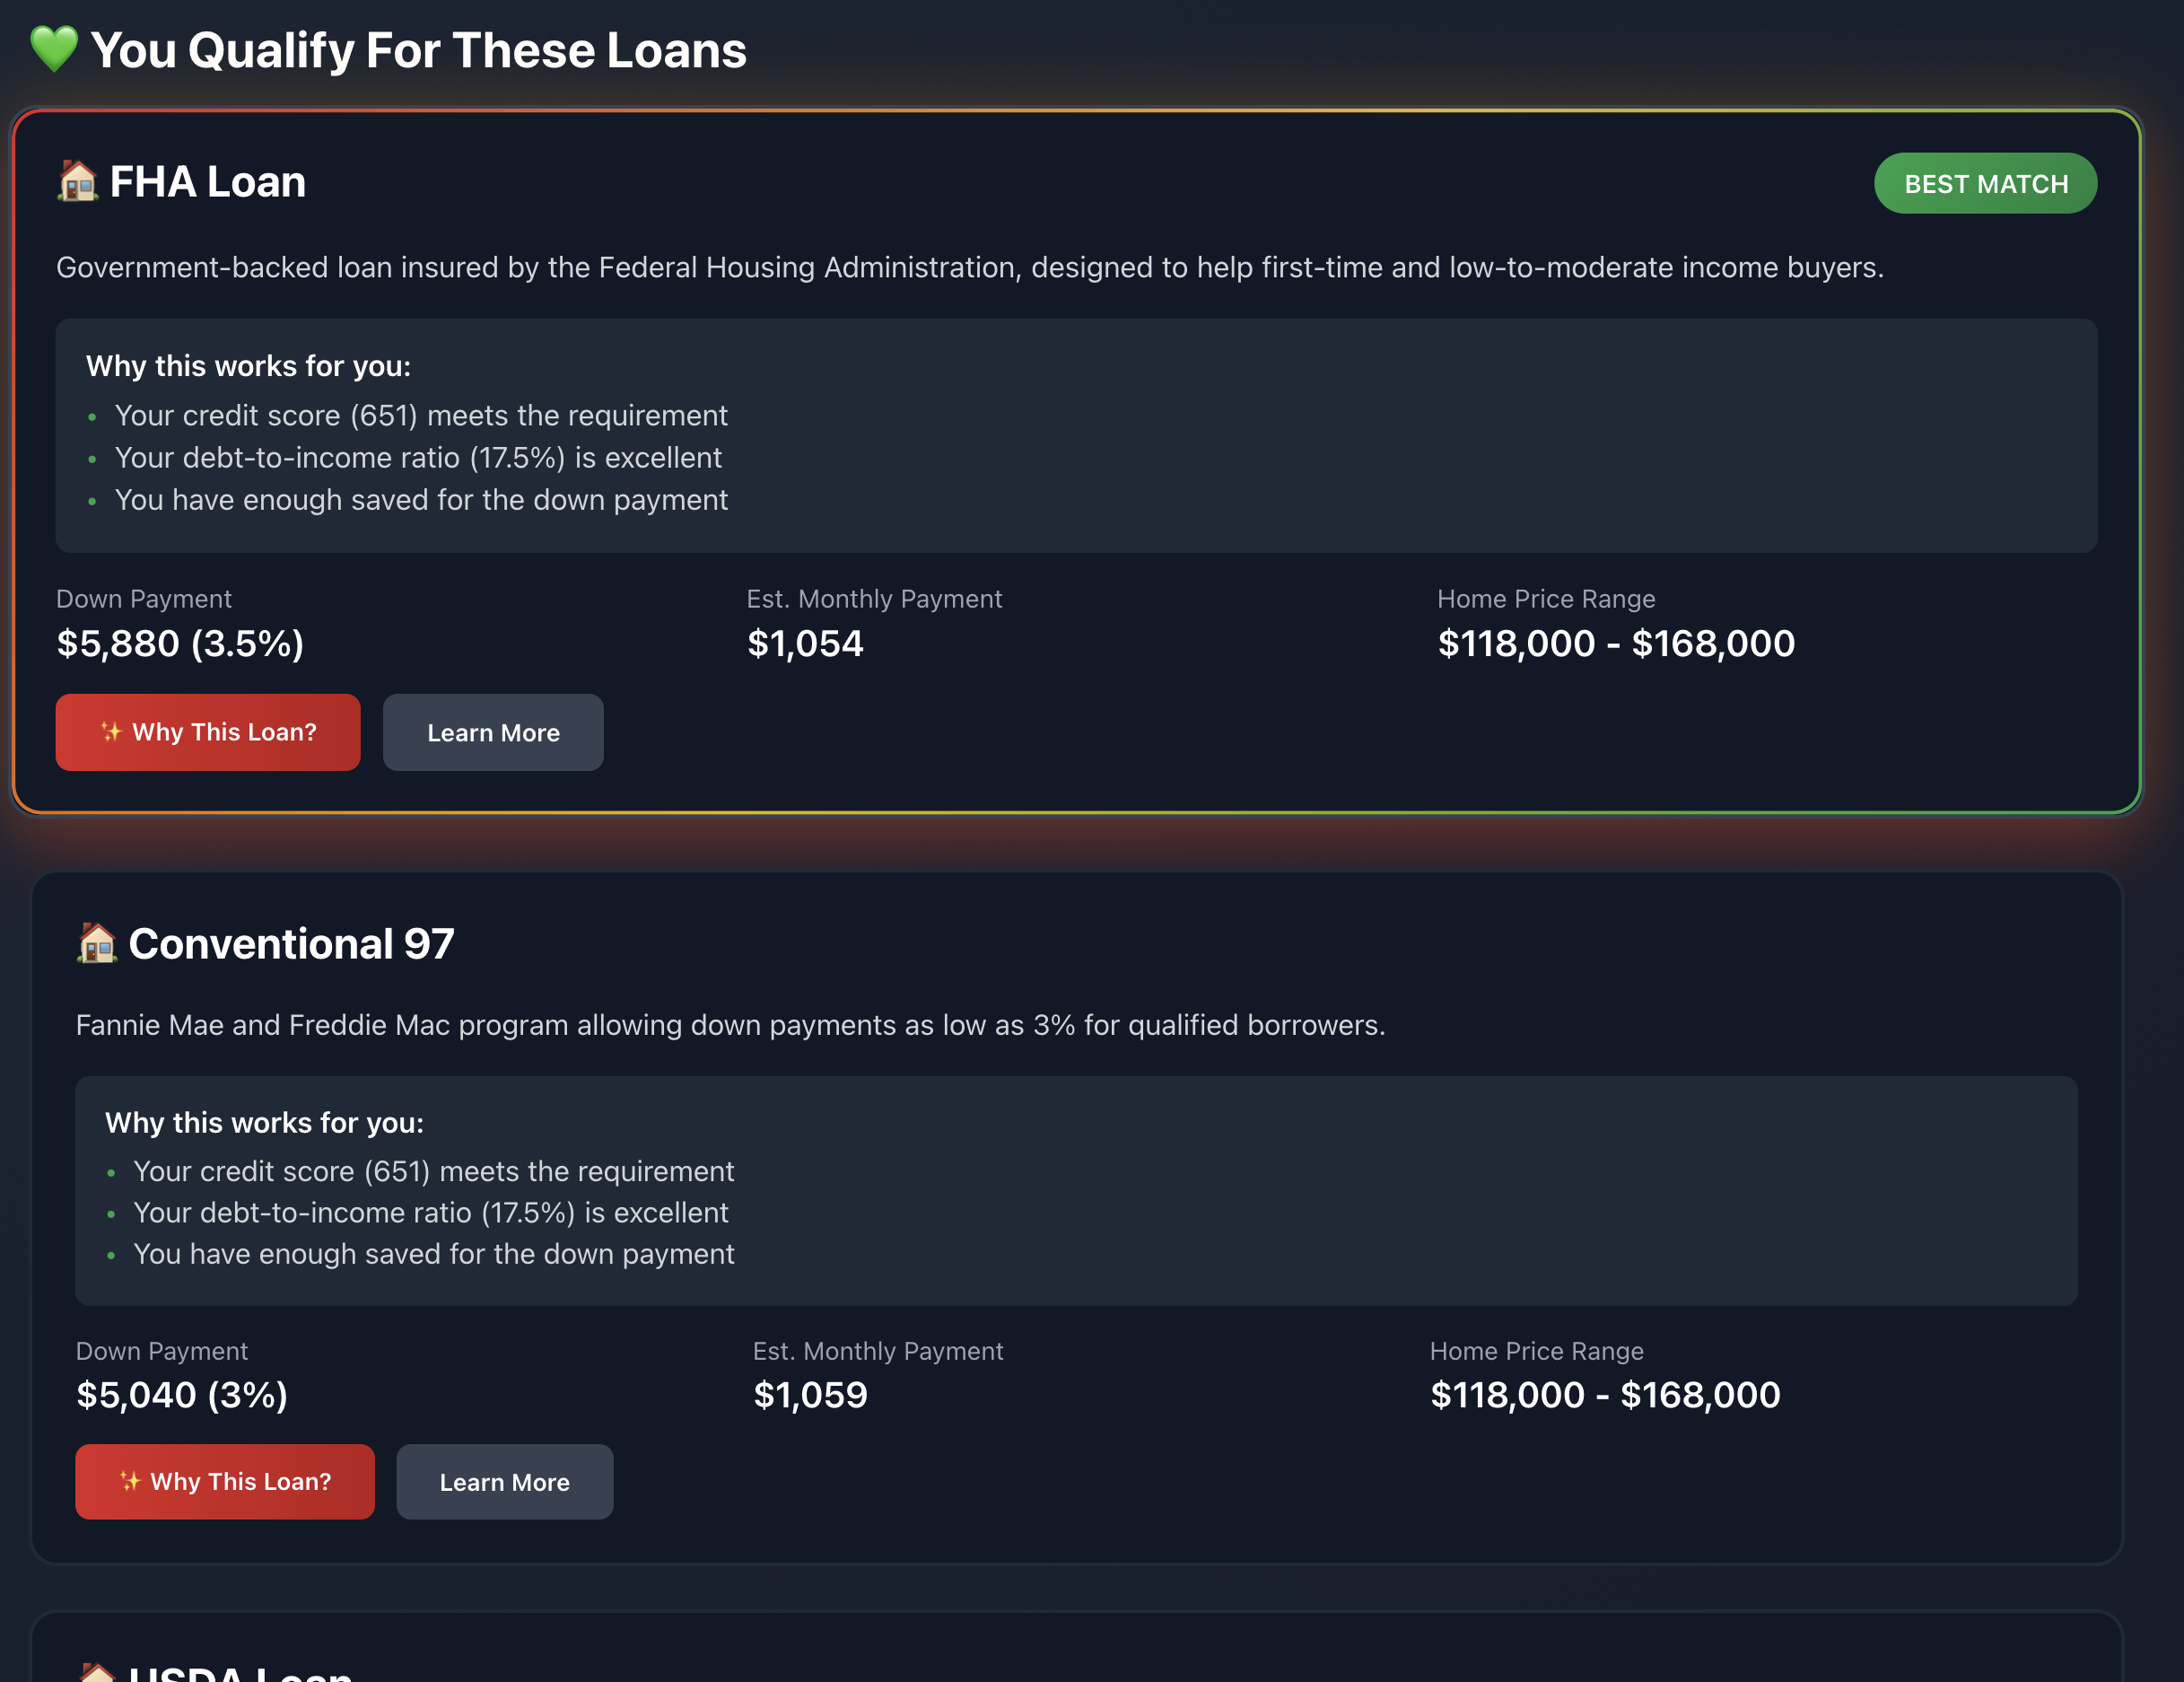 💚 You Qualify For These Loans
🏠 FHA Loan
BEST MATCH
Government-backed loan insured by the Federal Housing Administration, designed to help first-time and low-to-moderate income buyers.
Why this works for you:
• Your credit score (651) meets the requirement
• Your debt-to-income ratio (17.5%) is excellent
• You have enough saved for the down payment
Down Payment
$5,880 (3.5%)
Est. Monthly Payment
$1,054
Home Price Range
$118,000 - $168,000
✨ Why This Loan?
Learn More
🏠 Conventional 97
Fannie Mae and Freddie Mac program allowing down payments as low as 3% for qualified borrowers.
Why this works for you:
• Your credit score (651) meets the requirement
• Your debt-to-income ratio (17.5%) is excellent
• You have enough saved for the down payment
Down Payment
$5,040 (3%)
Est. Monthly Payment
$1,059
Home Price Range
$118,000 - $168,000
✨ Why This Loan?
Learn More
🏠 USDA Loan